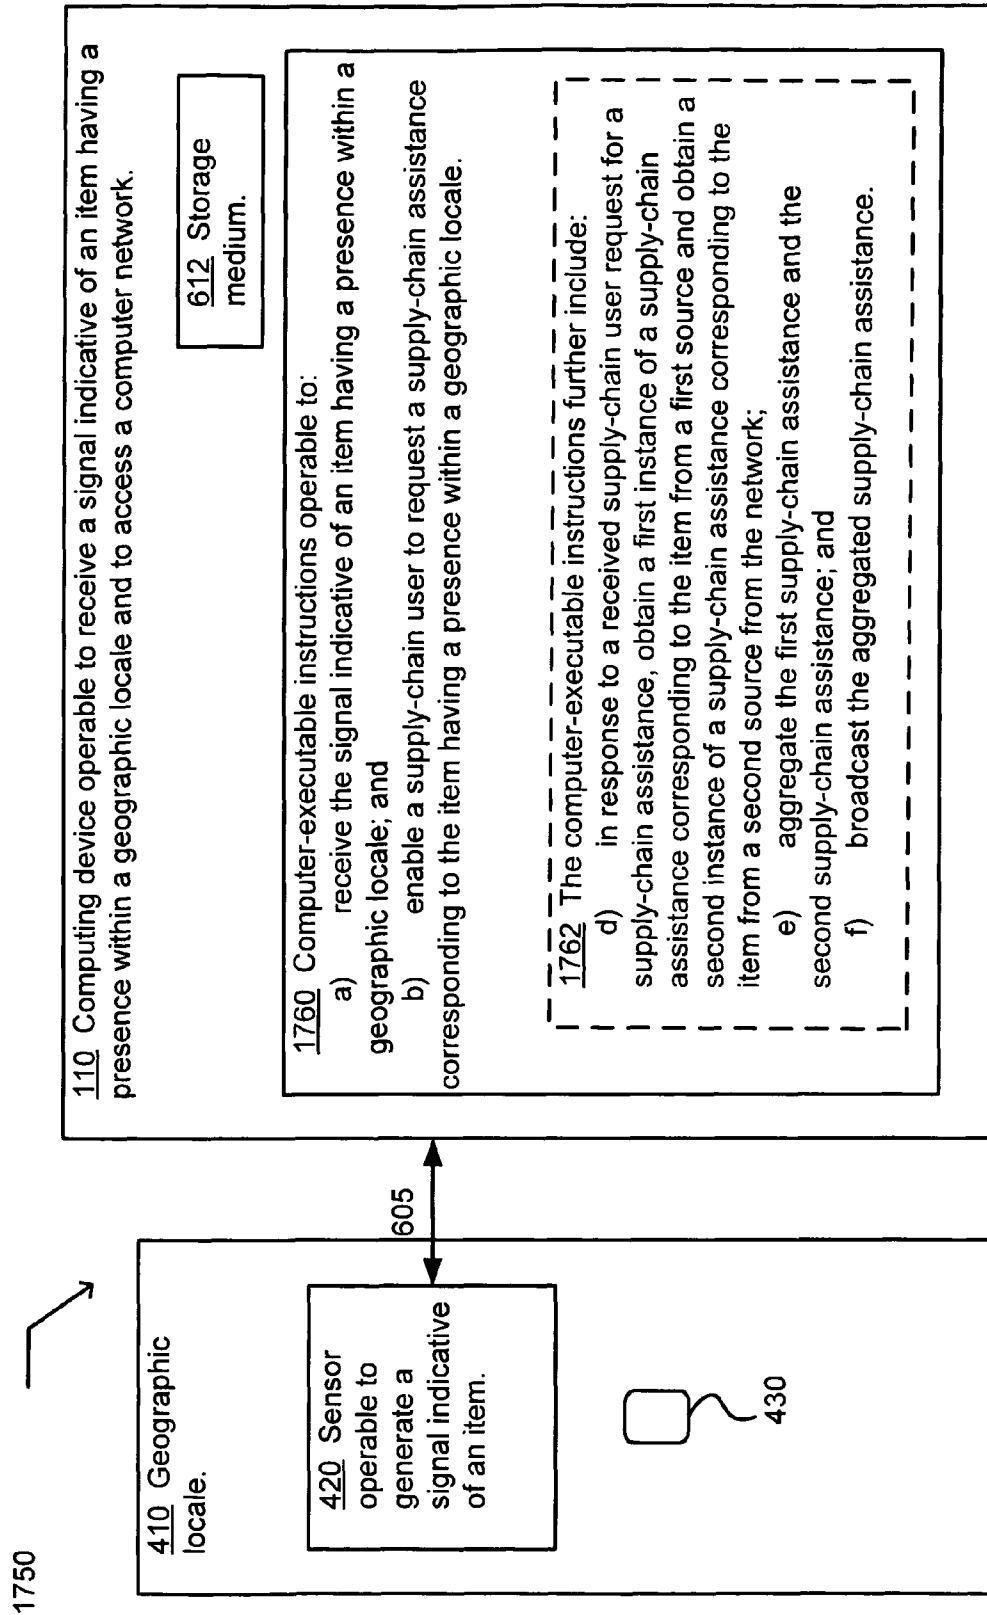 1750
410 Geographic
locale.
420 Sensor
operable to
generate a
signal indicative
of an item.
430
605
110 Computing device operable to receive a signal indicative of an item having a
presence within a geographic locale and to access a computer network.
612 Storage
medium.
1760 Computer-executable instructions operable to:
a) receive the signal indicative of an item having a presence within a
geographic locale; and
b) enable a supply-chain user to request a supply-chain assistance
corresponding to the item having a presence within a geographic locale.
1762 The computer-executable instructions further include:
d) in response to a received supply-chain user request for a
supply-chain assistance, obtain a first instance of a supply-chain
assistance corresponding to the item from a first source and obtain a
second instance of a supply-chain assistance corresponding to the
item from a second source from the network;
e) aggregate the first supply-chain assistance and the
second supply-chain assistance; and
f) broadcast the aggregated supply-chain assistance.